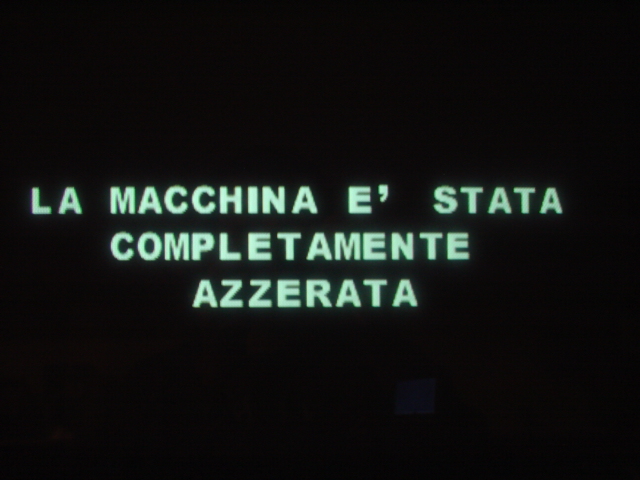 LA MACCHINA E' STATA
COMPLETAMENTE
AZZERATA